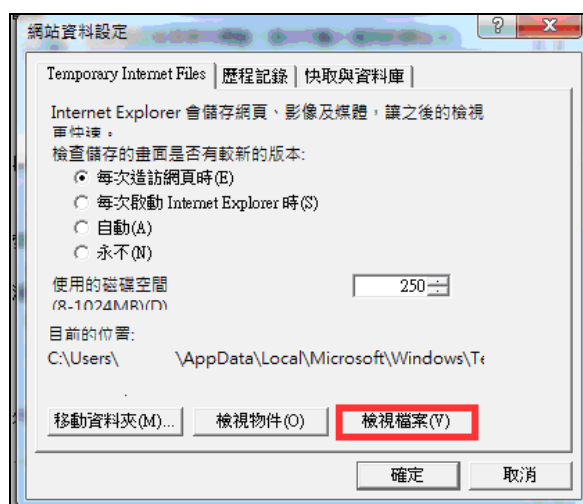 網站資料設定
Temporary Internet Files 歷程記錄 快取與資料庫
Internet Explorer 會儲存網頁、影像及媒體，讓之後的檢視
更快速。
檢查儲存的畫面是否有較新的版本:
每次造訪網頁時(E)
每次啟動 Internet Explorer 時(S)
自動(A)
永不(N)
使用的磁碟空間 250
(8-1024MB)(D)
目前的位置:
C:\Users\ \AppData\Local\Microsoft\Windows\Te
移動資料夾(M)... 檢視物件(O) 檢視檔案(V)
確定 取消